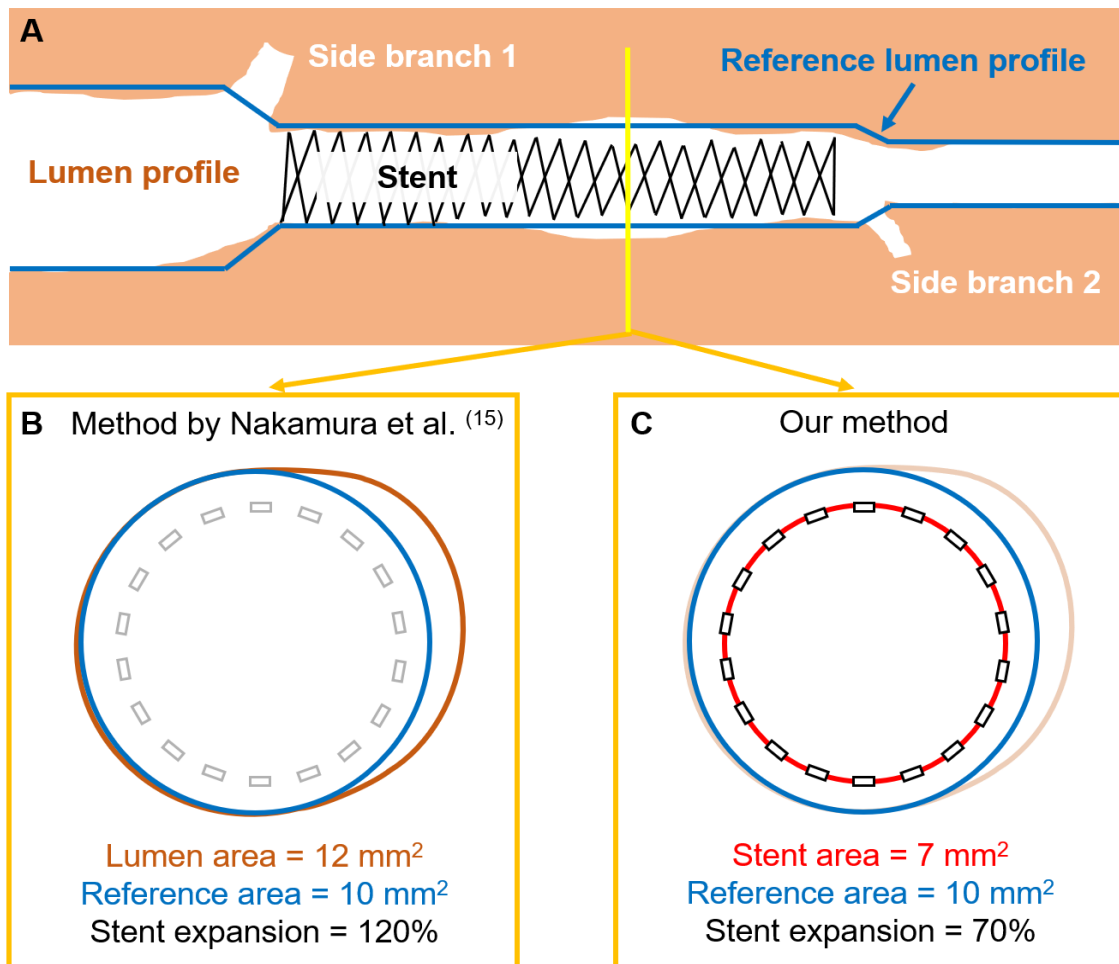 A
Side branch 1
Reference lumen profile
Lumen profile
Stent
Side branch 2
B Method by Nakamura et al. (15)
Lumen area = 12 mm²
Reference area = 10 mm²
Stent expansion = 120%
C Our method
Stent area = 7 mm²
Reference area = 10 mm²
Stent expansion = 70%